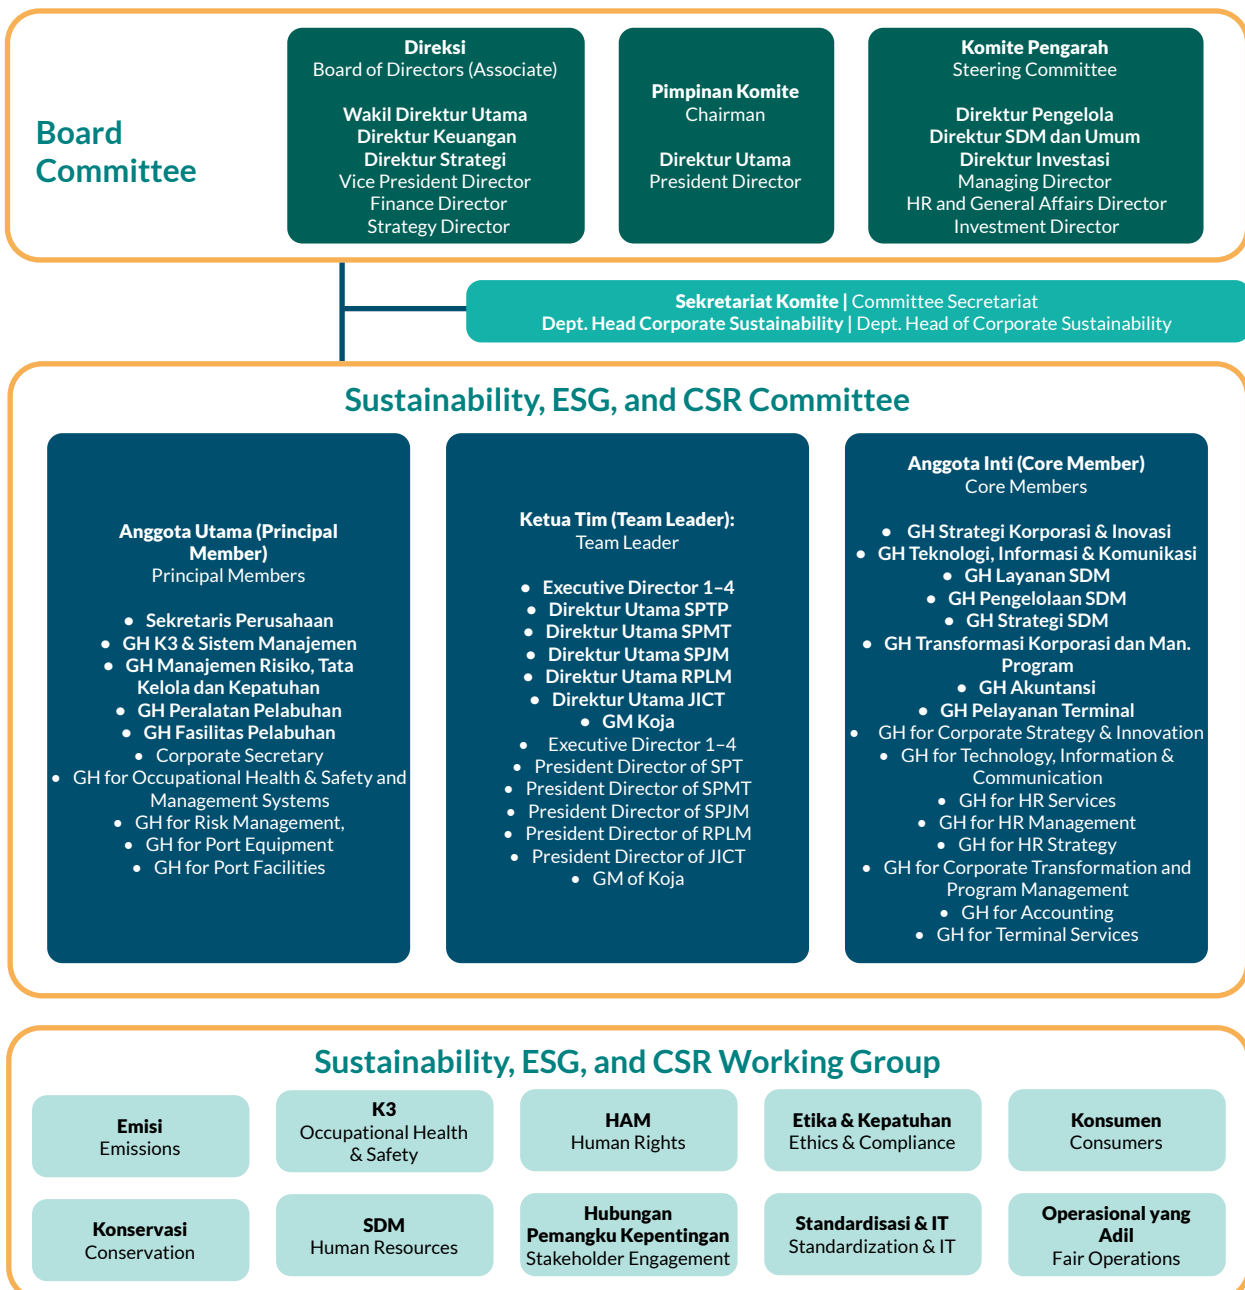 Board
Committee
Direksi
Board of Directors (Associate)
Wakil Direktur Utama
Direktur Keuangan
Direktur Strategi
Vice President Director
Finance Director
Strategy Director
Pimpinan Komite
Chairman
Direktur Utama
President Director
Komite Pengarah
Steering Committee
Direktur Pengelola
Direktur SDM dan Umum
Direktur Investasi
Managing Director
HR and General Affairs Director
Investment Director
Sekretariat Komite | Committee Secretariat
Dept. Head Corporate Sustainability | Dept. Head of Corporate Sustainability
Sustainability, ESG, and CSR Committee
Anggota Utama (Principal
Member)
Principal Members
• Sekretaris Perusahaan
• GH K3 & Sistem Manajemen
• GH Manajemen Risiko, Tata
Kelola dan Kepatuhan
• GH Peralatan Pelabuhan
• GH Fasilitas Pelabuhan
• Corporate Secretary
• GH for Occupational Health & Safety and
Management Systems
• GH for Risk Management,
• GH for Port Equipment
• GH for Port Facilities
Ketua Tim (Team Leader):
Team Leader
• Executive Director 1–4
• Direktur Utama SPTP
• Direktur Utama SPMT
• Direktur Utama SPJM
• Direktur Utama RPLM
• Direktur Utama JICT
• GM Koja
• Executive Director 1–4
• President Director of SPT
• President Director of SPMT
• President Director of SPJM
• President Director of RPLM
• President Director of JICT
• GM of Koja
Anggota Inti (Core Member)
Core Members
• GH Strategi Korporasi & Inovasi
• GH Teknologi, Informasi & Komunikasi
• GH Layanan SDM
• GH Pengelolaan SDM
• GH Strategi SDM
• GH Transformasi Korporasi dan Man.
Program
• GH Akuntansi
• GH Pelayanan Terminal
• GH for Corporate Strategy & Innovation
• GH for Technology, Information &
Communication
• GH for HR Services
• GH for HR Management
• GH for HR Strategy
• GH for Corporate Transformation and
Program Management
• GH for Accounting
• GH for Terminal Services
Sustainability, ESG, and CSR Working Group
Emisi
Emissions
K3
Occupational Health
& Safety
HAM
Human Rights
Etika & Kepatuhan
Ethics & Compliance
Konsumen
Consumers
Konservasi
Conservation
SDM
Human Resources
Hubungan
Pemangku Kepentingan
Stakeholder Engagement
Standardisasi & IT
Standardization & IT
Operasional yang
Adil
Fair Operations